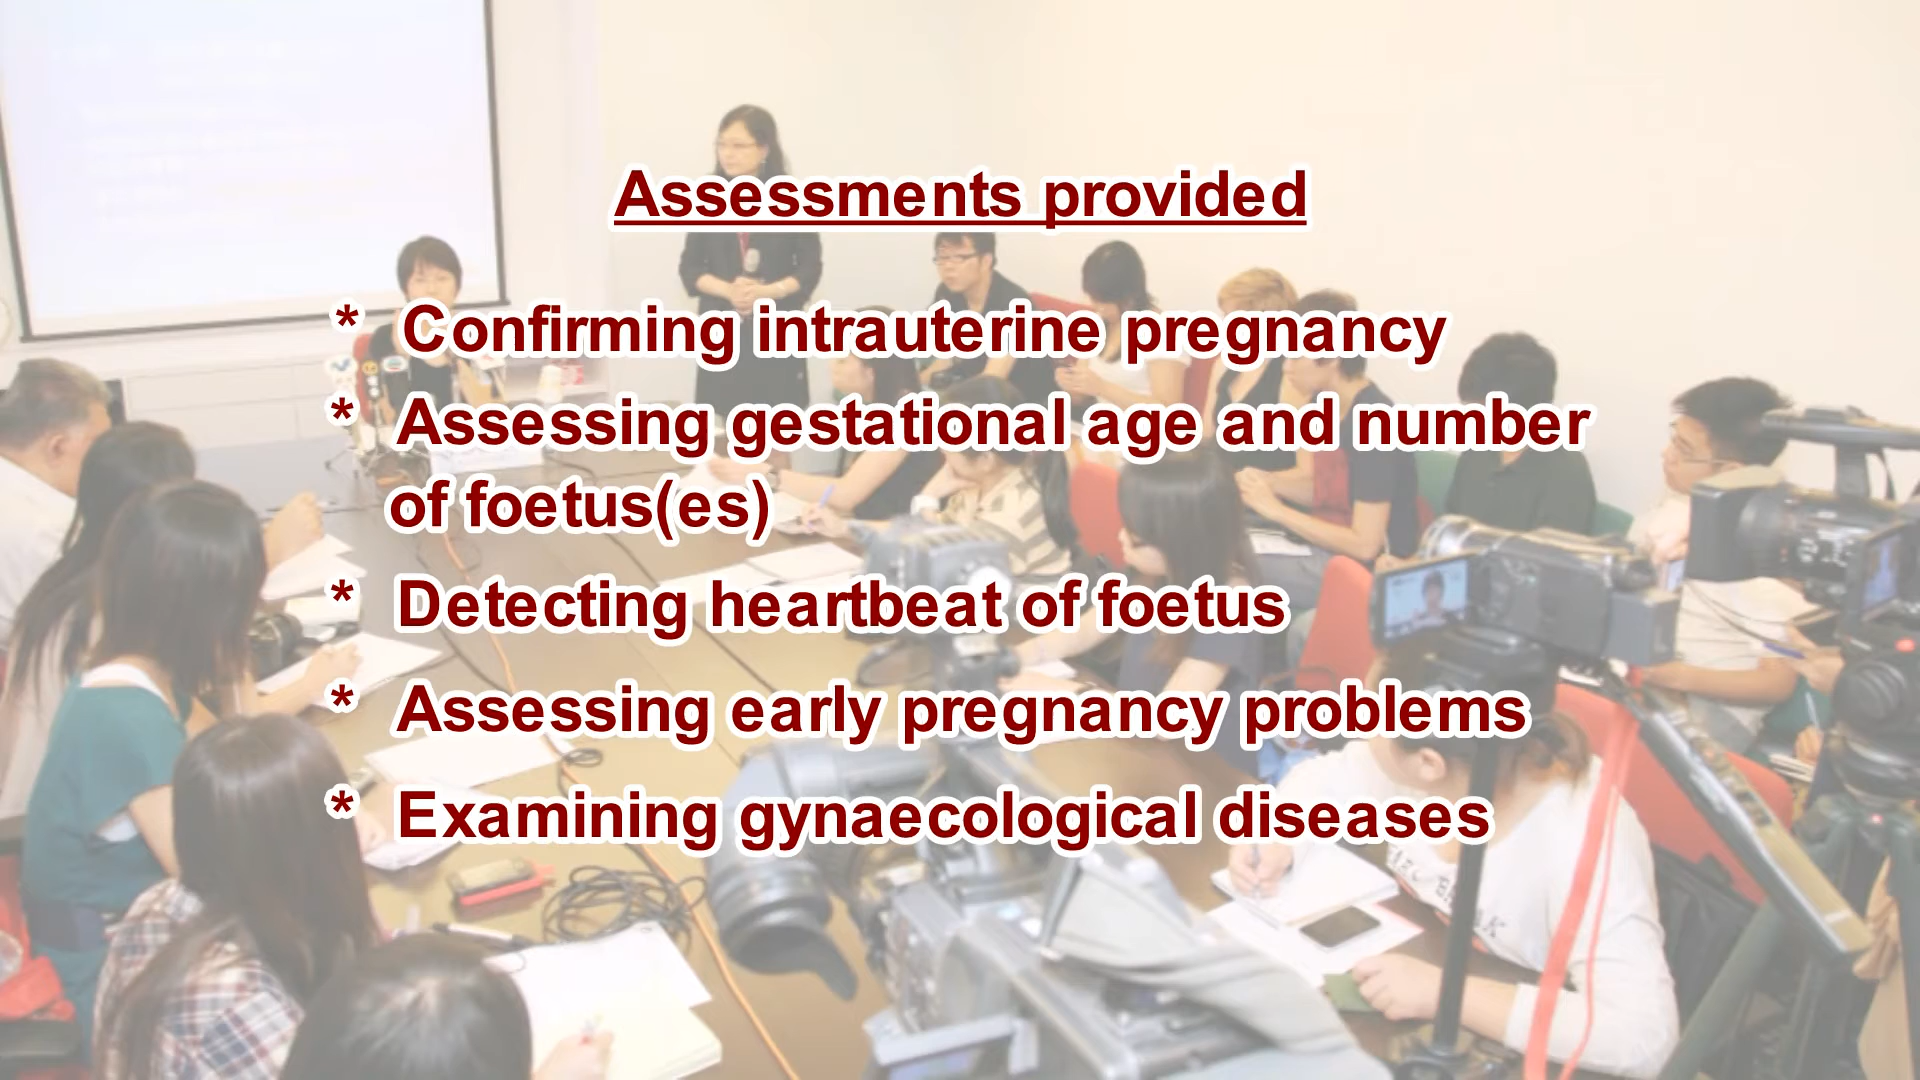 Assessments provided
* Confirming intrauterine pregnancy
* Assessing gestational age and number
of foetus(es)
* Detecting heartbeat of foetus
* Assessing early pregnancy problems
* Examining gynaecological diseases